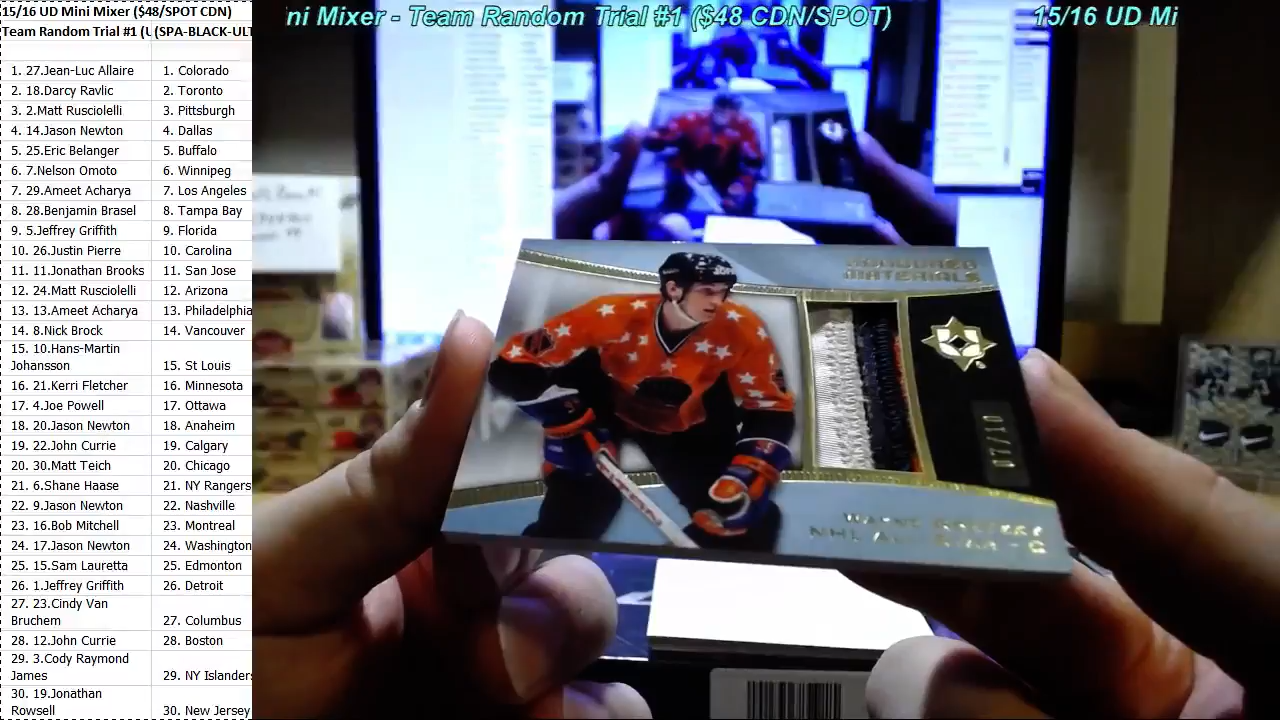 15/16 UD Mini Mixer ($48/SPOT CDN)
Team Random Trial #1 (U (SPA-BLACK-ULT
1. 27.Jean-Luc Allaire 1. Colorado
2. 18.Darcy Ravlic 2. Toronto
3. 2.Matt Rusciolelli 3. Pittsburgh
4. 14.Jason Newton 4. Dallas
5. 25.Eric Belanger 5. Buffalo
6. 7.Nelson Omoto 6. Winnipeg
7. 29.Ameet Acharya 7. Los Angeles
8. 28.Benjamin Brasel 8. Tampa Bay
9. 5.Jeffrey Griffith 9. Florida
10. 26.Justin Pierre 10. Carolina
11. 11.Jonathan Brooks 11. San Jose
12. 24.Matt Rusciolelli 12. Arizona
13. 13.Ameet Acharya 13. Philadelphia
14. 8.Nick Brock 14. Vancouver
15. 10.Hans-Martin
Johansson 15. St Louis
16. 21.Kerri Fletcher 16. Minnesota
17. 4.Joe Powell 17. Ottawa
18. 20.Jason Newton 18. Anaheim
19. 22.John Currie 19. Calgary
20. 30.Matt Teich 20. Chicago
21. 6.Shane Haase 21. NY Rangers
22. 9.Jason Newton 22. Nashville
23. 16.Bob Mitchell 23. Montreal
24. 17.Jason Newton 24. Washington
25. 15.Sam Lauretta 25. Edmonton
26. 1.Jeffrey Griffith 26. Detroit
27. 23.Cindy Van
Bruchem 27. Columbus
28. 12.John Currie 28. Boston
29. 3.Cody Raymond
James 29. NY Islanders
30. 19.Jonathan
Rowsell 30. New Jersey
ni Mixer - Team Random Trial #1 ($48 CDN/SPOT) 15/16 UD Mi
HONOURED
MATERIALS
07/10
WAYNE GRETZKY
NHL ALL-STAR - C